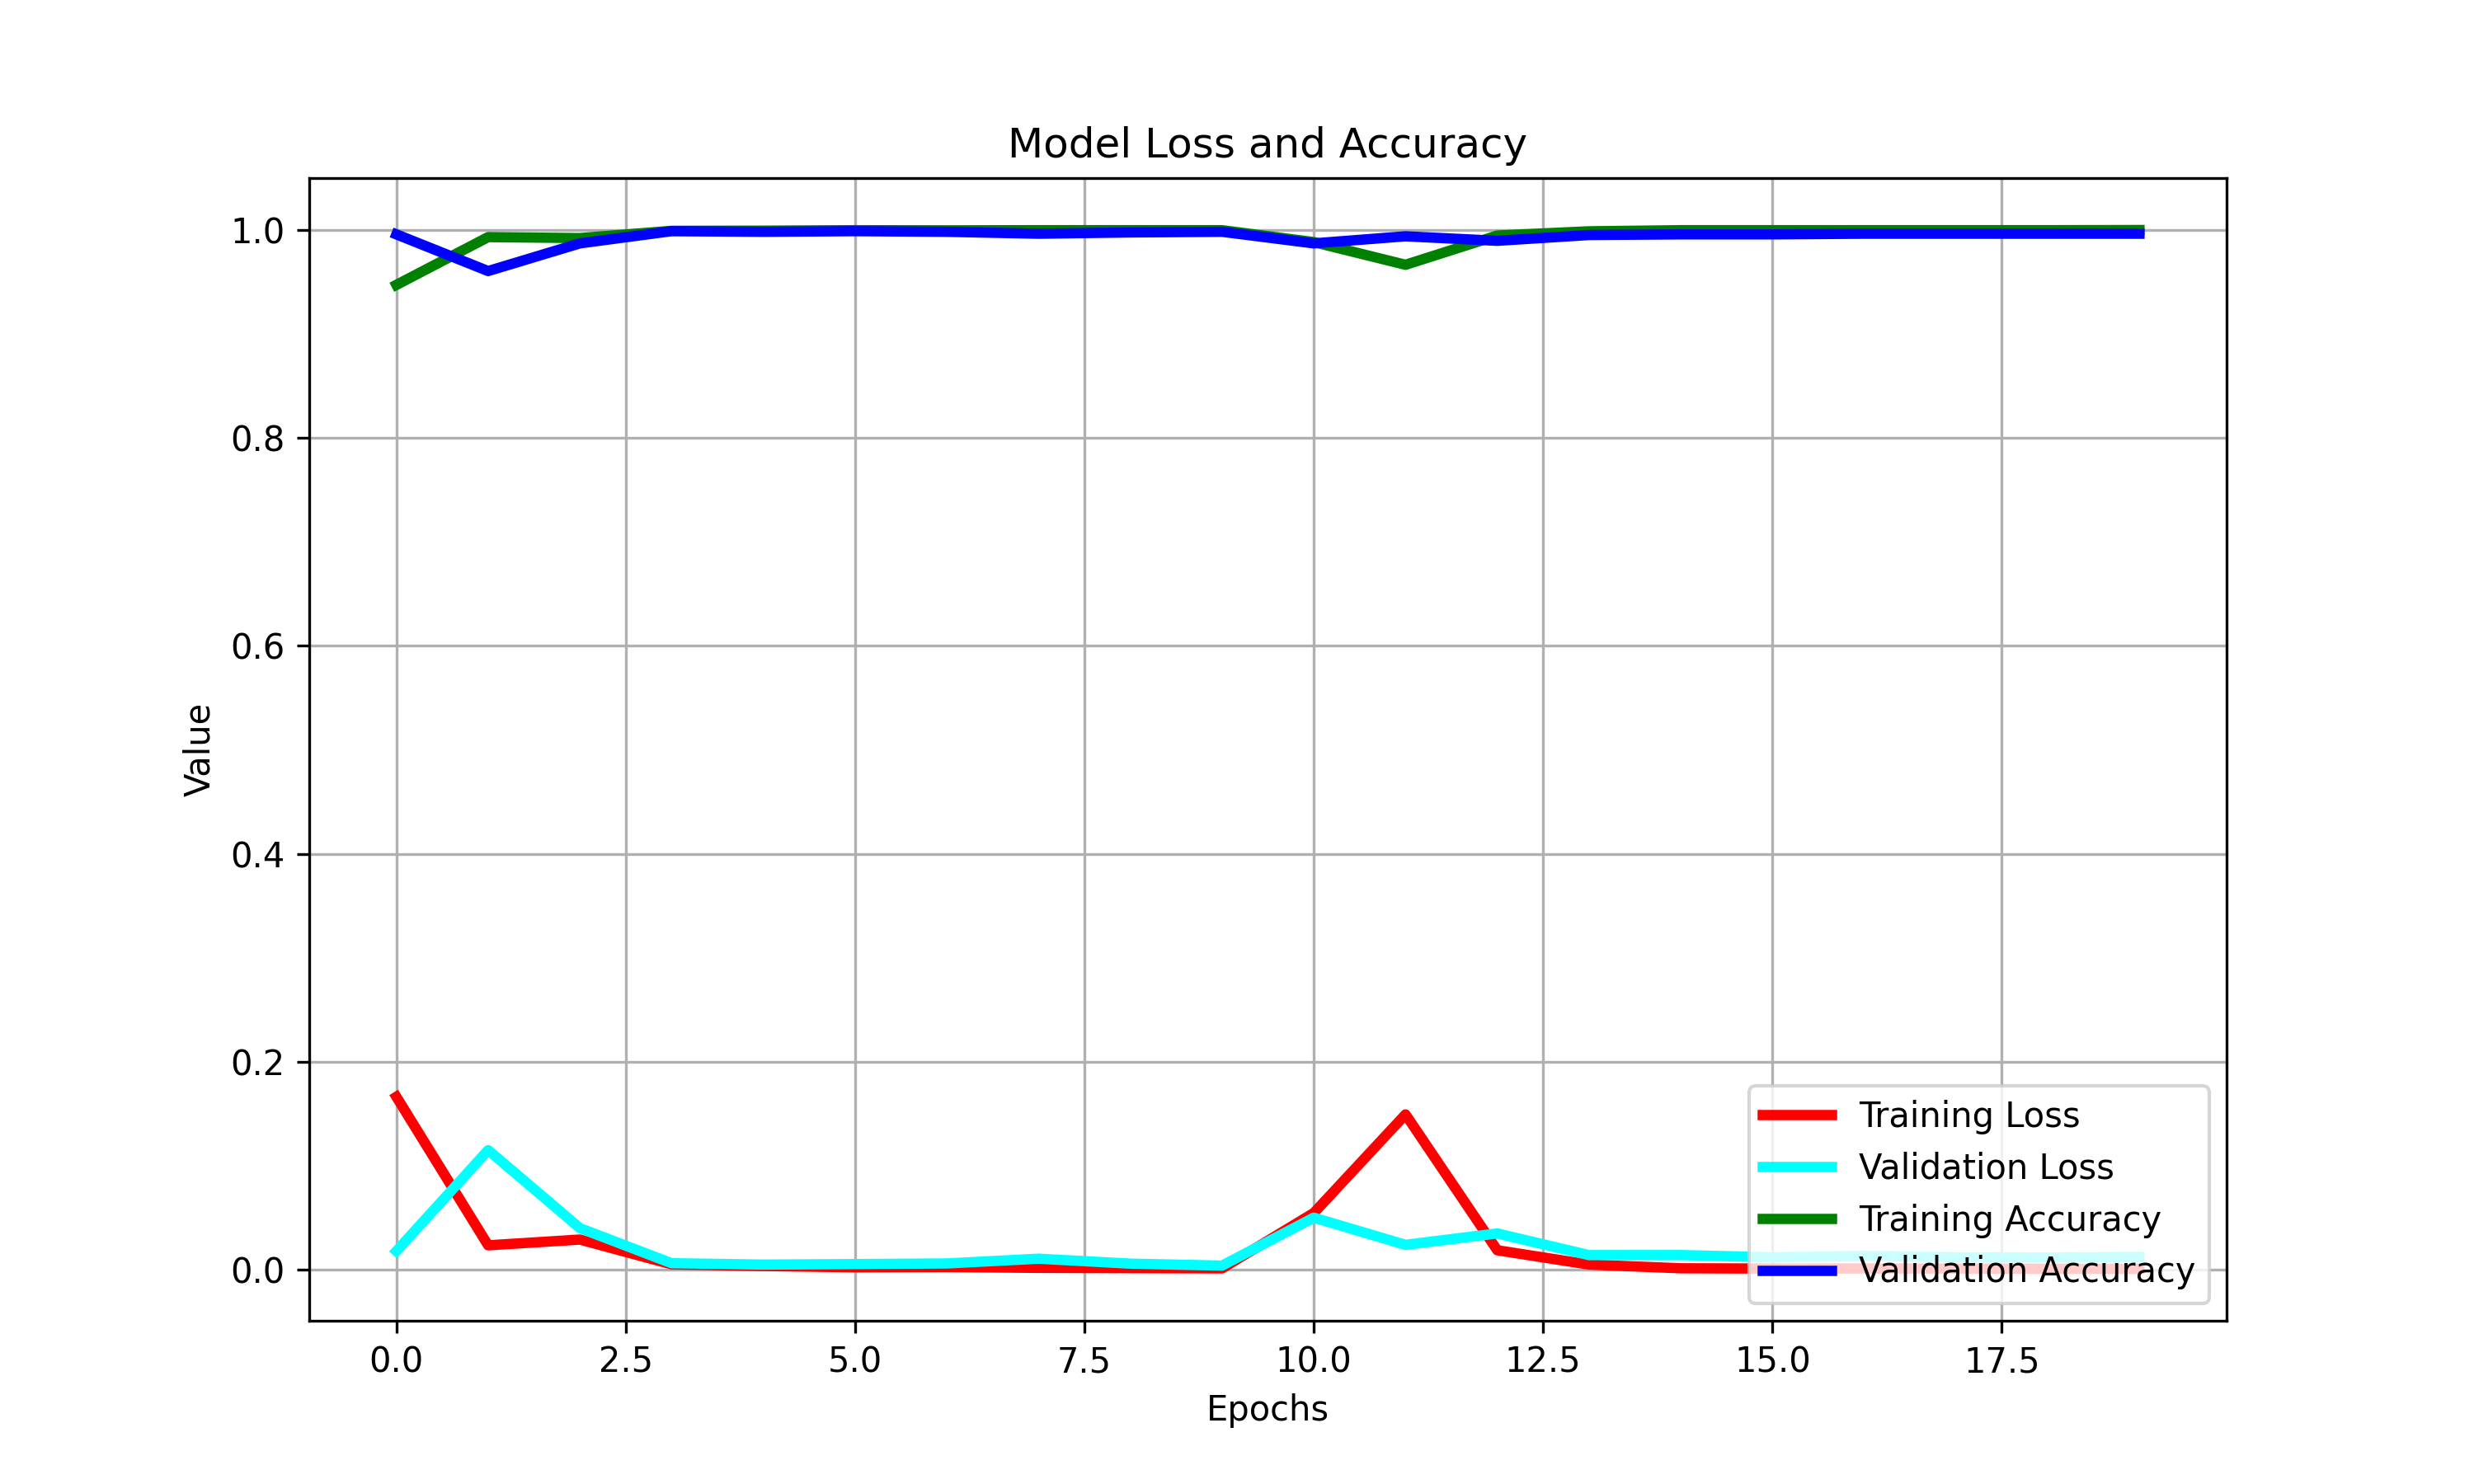 Model Loss and Accuracy
1.0
0.8
0.6
0.4
0.2
0.0
Value
Training Loss
Validation Loss
Training Accuracy
Validation Accuracy
0.0 2.5 5.0 7.5 10.0 12.5 15.0 17.5
Epochs